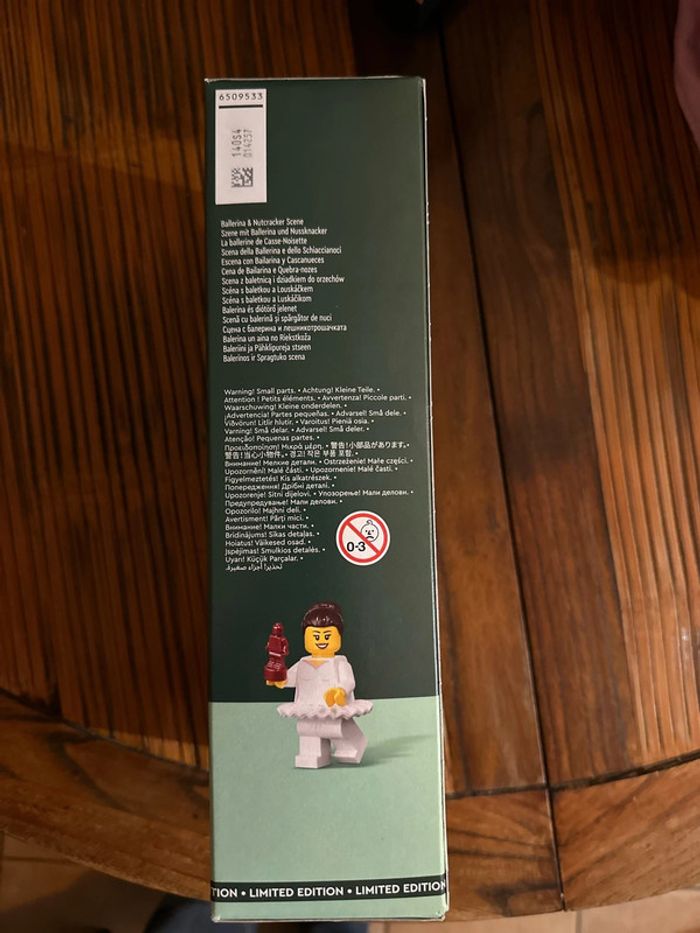 6509533
140S4
014257
Ballerina & Nutcracker Scene
Szene mit Ballerina und Nussknacker
La ballerine de Casse-Noisette
Scena della Ballerina e dello Schiaccianoci
Escena con Bailarina y Cascanueces
Cena de Bailarina e Quebra-nozes
Scena z baletnicą i dziadkiem do orzechów
Scéna s baletkou a Louskáčkem
Scéna s baletkou a Luskáčikom
Balerina és diótörő jelenet
Scenă cu balerină și spărgător de nuci
Сцена с балерина и лешникотрошачката
Balerīna un aina no Riekstkoža
Baleriini ja Pähklipureja stseen
Balerinos ir Spragtuko scena
Warning! Small parts. • Achtung! Kleine Teile. •
Attention ! Petits éléments. • Avvertenza! Piccole parti. •
Waarschuwing! Kleine onderdelen. •
¡Advertencia! Partes pequeñas. • Advarsel! Små dele. •
Viðvörun! Litlir hlutir. • Varoitus! Pieniä osia. •
Varning! Små delar. • Advarsel! Små deler. •
Atenção! Pequenas partes. •
Προειδοποίηση! Μικρά μέρη. • 警告!小部品があります。•
警告!当心小物件。• 경고! 작은 부품 포함. •
Внимание! Мелкие детали. • Ostrzeżenie! Małe części. •
Upozornění! Malé části. • Upozornenie! Malé časti. •
Figyelmeztetés! Kis alkatrészek. •
Попередження! Дрібні деталі. •
Upozorenje! Sitni dijelovi. • Упозорење! Мали делови. •
Предупредување! Мали делови. •
Opozorilo! Majhni deli. •
Avertisment! Părți mici. •
Внимание! Малки части. •
Brīdinājums! Sīkas detaļas. •
Hoiatus! Väikesed osad. •
Įspėjimas! Smulkios detalės. •
Uyarı! Küçük Parçalar. •
تحذير! أجزاء صغيرة.
0-3
TION • LIMITED EDITION • LIMITED EDITION